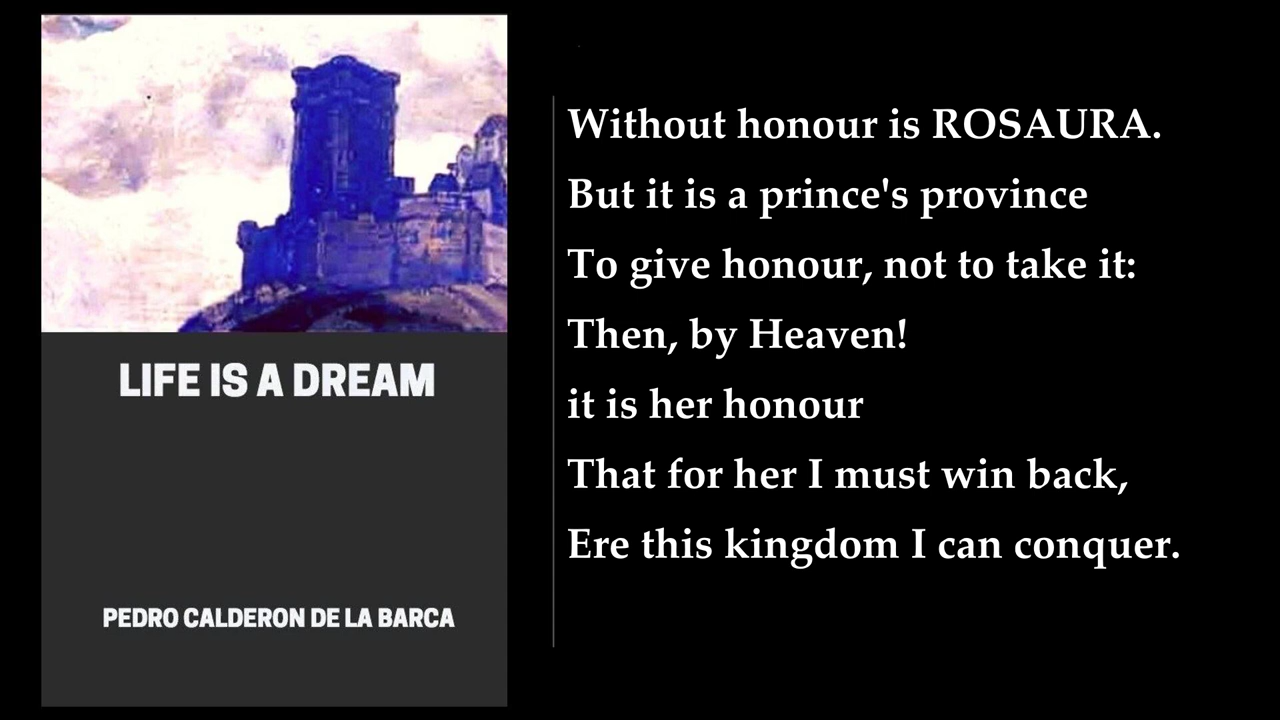 LIFE IS A DREAM
PEDRO CALDERON DE LA BARCA
Without honour is ROSAURA.
But it is a prince's province
To give honour, not to take it:
Then, by Heaven!
it is her honour
That for her I must win back,
Ere this kingdom I can conquer.